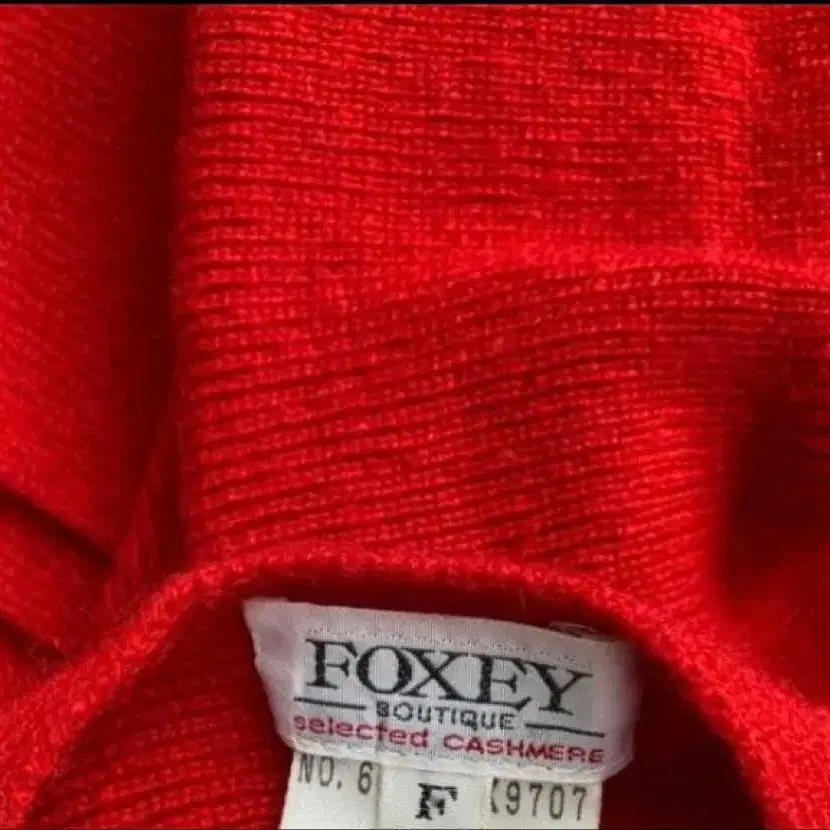 FOXEY
BOUTIQUE
selected CASHMERE
NO. 6 F 9707